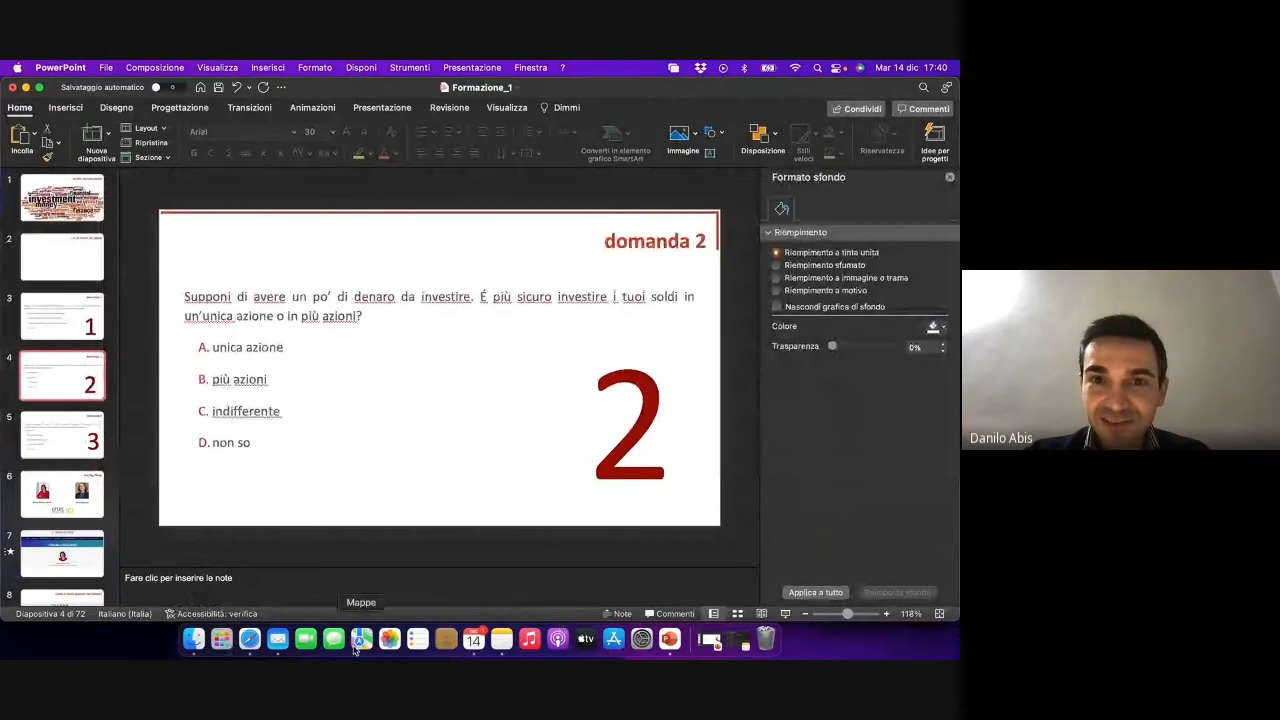 PowerPoint File Composizione Visualizza Inserisci Formato Disponi Strumenti Presentazione Finestra ? Mar 14 dic 17:40
Salvataggio automatico Formazione_1
Home Inserisci Disegno Progettazione Transizioni Animazioni Presentazione Revisione Visualizza Dimmi Condividi Commenti
Incolla
Nuova diapositiva
Layout
Ripristina
Sezione
Arial 30
Converti in elemento grafico SmartArt
Immagine
Disposizione
Stili veloci
Riservatezza
Idee per progetti
1
investment
money
2
3
1
4
2
5
3
6
7
8
domanda 2
Supponi di avere un po’ di denaro da investire. É più sicuro investire i tuoi soldi in
un’unica azione o in più azioni?
A. unica azione
B. più azioni
C. indifferente
D. non so
2
Formato sfondo
Riempimento
Riempimento a tinta unita
Riempimento sfumato
Riempimento a immagine o trama
Riempimento a motivo
Nascondi grafica di sfondo
Colore
Trasparenza 0%
Applica a tutto Reimposta sfondo
Fare clic per inserire le note
Mappe
Diapositiva 4 di 72 Italiano (Italia) Accessibilità: verifica Note Commenti 118%
14
tv
Danilo Abis